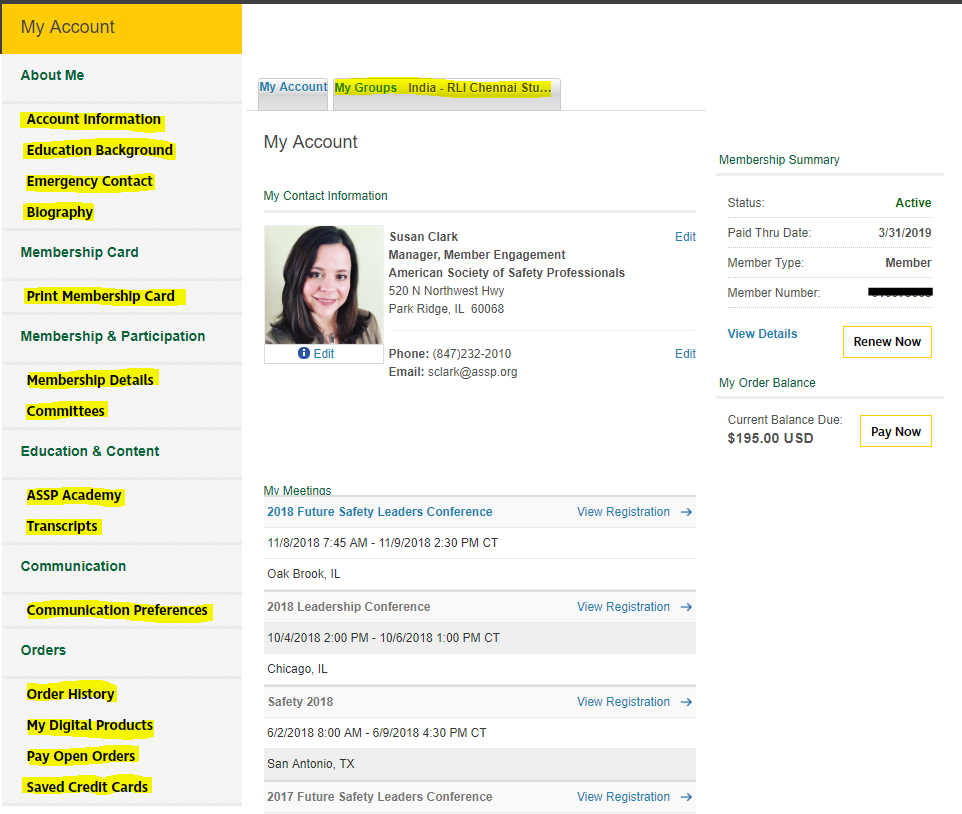 My Account
About Me
Account Information
Education Background
Emergency Contact
Biography
Membership Card
Print Membership Card
Membership & Participation
Membership Details
Committees
Education & Content
ASSP Academy
Transcripts
Communication
Communication Preferences
Orders
Order History
My Digital Products
Pay Open Orders
Saved Credit Cards
My Account
My Groups India - RLI Chennai Stu...
My Account
My Contact Information
Susan Clark
Edit
Manager, Member Engagement
American Society of Safety Professionals
520 N Northwest Hwy
Park Ridge, IL 60068
Edit
Phone: (847)232-2010
Edit
Email: sclark@assp.org
My Meetings
2018 Future Safety Leaders Conference View Registration →
11/8/2018 7:45 AM - 11/9/2018 2:30 PM CT
Oak Brook, IL
2018 Leadership Conference View Registration →
10/4/2018 2:00 PM - 10/6/2018 1:00 PM CT
Chicago, IL
Safety 2018 View Registration →
6/2/2018 8:00 AM - 6/9/2018 4:30 PM CT
San Antonio, TX
2017 Future Safety Leaders Conference View Registration →
Membership Summary
Status: Active
Paid Thru Date: 3/31/2019
Member Type: Member
Member Number:
View Details
Renew Now
My Order Balance
Current Balance Due:
$195.00 USD
Pay Now